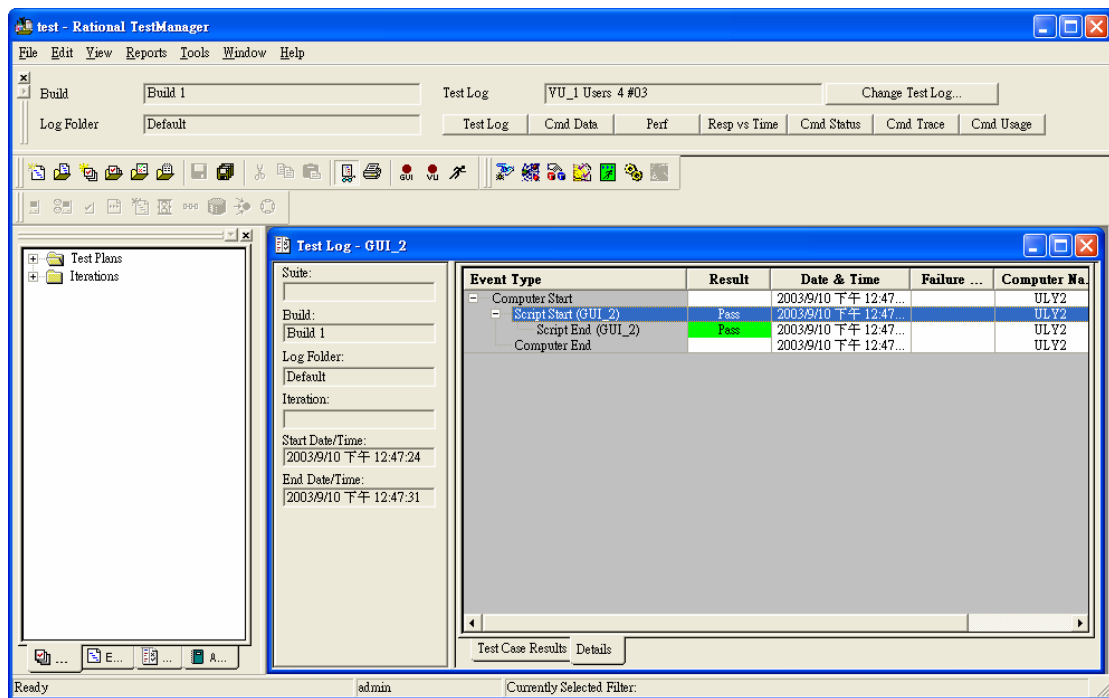 test - Rational TestManager
File Edit View Reports Tools Window Help
Build Build 1 Test Log VU_1 Users 4 #03 Change Test Log...
Log Folder Default Test Log Cmd Data Perf Resp vs Time Cmd Status Cmd Trace Cmd Usage
GUI VU
Test Plans
Iterations
Test Log - GUI_2
Suite:
Build:
Build 1
Log Folder:
Default
Iteration:
Start Date/Time:
2003/9/10 下午 12:47:24
End Date/Time:
2003/9/10 下午 12:47:31
Event Type Result Date & Time Failure ... Computer Na.
Computer Start 2003/9/10 下午 12:47... ULY2
Script Start (GUI_2) Pass 2003/9/10 下午 12:47... ULY2
Script End (GUI_2) Pass 2003/9/10 下午 12:47... ULY2
Computer End 2003/9/10 下午 12:47... ULY2
Test Case Results Details
... E... ... A...
Ready admin Currently Selected Filter: